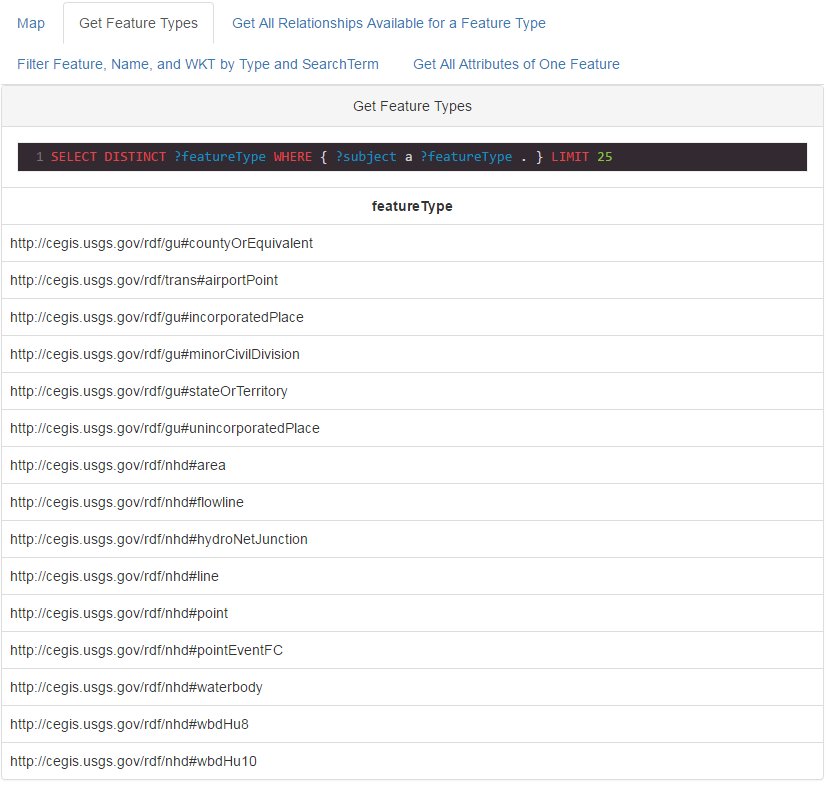 Map Get Feature Types Get All Relationships Available for a Feature Type
Filter Feature, Name, and WKT by Type and SearchTerm Get All Attributes of One Feature
Get Feature Types
1 SELECT DISTINCT ?featureType WHERE { ?subject a ?featureType . } LIMIT 25
featureType
http://cegis.usgs.gov/rdf/gu#countyOrEquivalent
http://cegis.usgs.gov/rdf/trans#airportPoint
http://cegis.usgs.gov/rdf/gu#incorporatedPlace
http://cegis.usgs.gov/rdf/gu#minorCivilDivision
http://cegis.usgs.gov/rdf/gu#stateOrTerritory
http://cegis.usgs.gov/rdf/gu#unincorporatedPlace
http://cegis.usgs.gov/rdf/nhd#area
http://cegis.usgs.gov/rdf/nhd#flowline
http://cegis.usgs.gov/rdf/nhd#hydroNetJunction
http://cegis.usgs.gov/rdf/nhd#line
http://cegis.usgs.gov/rdf/nhd#point
http://cegis.usgs.gov/rdf/nhd#pointEventFC
http://cegis.usgs.gov/rdf/nhd#waterbody
http://cegis.usgs.gov/rdf/nhd#wbdHu8
http://cegis.usgs.gov/rdf/nhd#wbdHu10